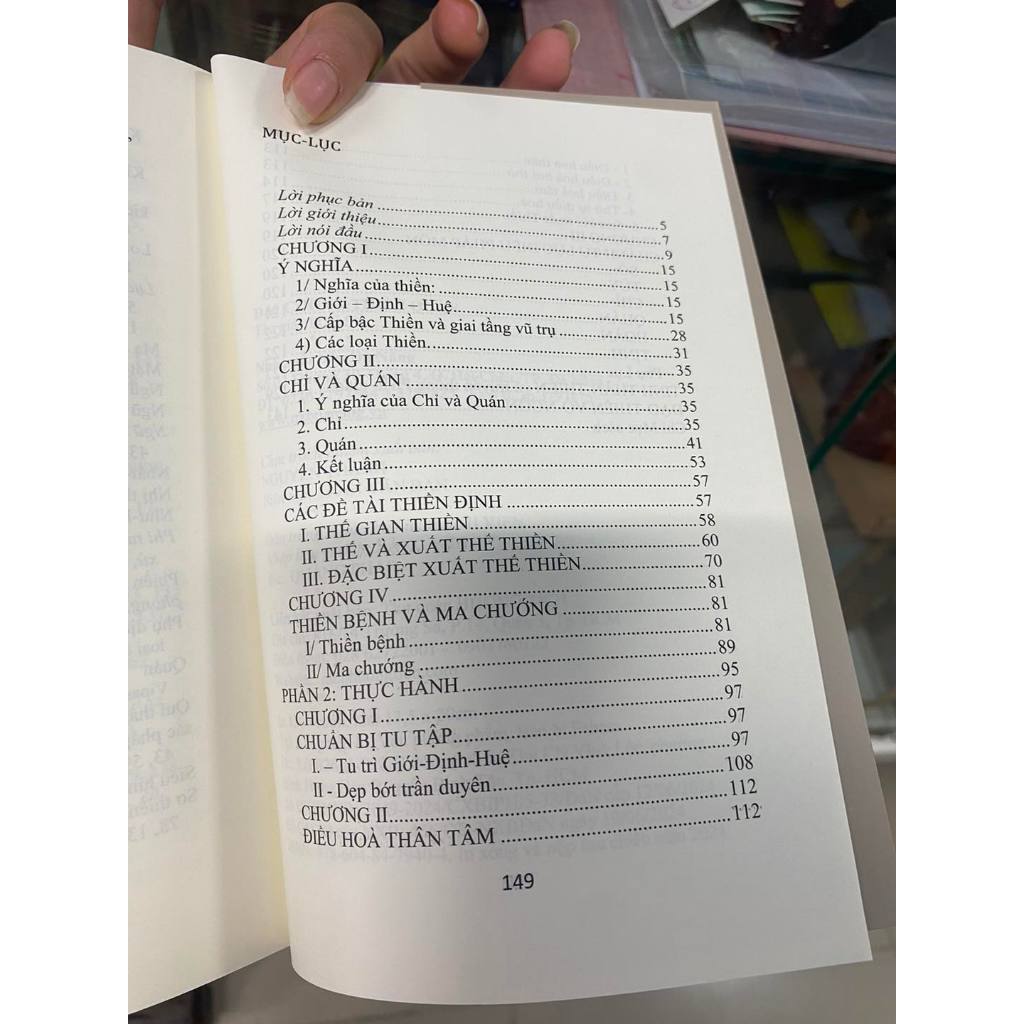 MỤC-LỤC
Lời phục bản ..... 5
Lời giới thiệu ..... 7
Lời nói đầu ..... 9
CHƯƠNG I ..... 15
Ý NGHĨA ..... 15
1/ Nghĩa của thiền: ..... 15
2/ Giới – Định – Huệ ..... 15
3/ Cấp bậc Thiền và giai tầng vũ trụ ..... 28
4) Các loại Thiền ..... 31
CHƯƠNG II ..... 35
CHỈ VÀ QUÁN ..... 35
1. Ý nghĩa của Chỉ và Quán ..... 35
2. Chỉ ..... 35
3. Quán ..... 41
4. Kết luận ..... 53
CHƯƠNG III ..... 57
CÁC ĐỀ TÀI THIỀN ĐỊNH ..... 57
I. THẾ GIAN THIỀN ..... 58
II. THẾ VÀ XUẤT THẾ THIỀN ..... 60
III. ĐẶC BIỆT XUẤT THẾ THIỀN ..... 70
CHƯƠNG IV ..... 81
THIỀN BỆNH VÀ MA CHƯỚNG ..... 81
I/ Thiền bệnh ..... 81
II/ Ma chướng ..... 89
PHẦN 2: THỰC HÀNH ..... 95
CHƯƠNG I ..... 97
CHUẨN BỊ TU TẬP ..... 97
I. – Tu trì Giới-Định-Huệ ..... 97
II - Dẹp bớt trần duyên ..... 108
CHƯƠNG II ..... 112
ĐIỀU HOÀ THÂN TÂM ..... 112
149